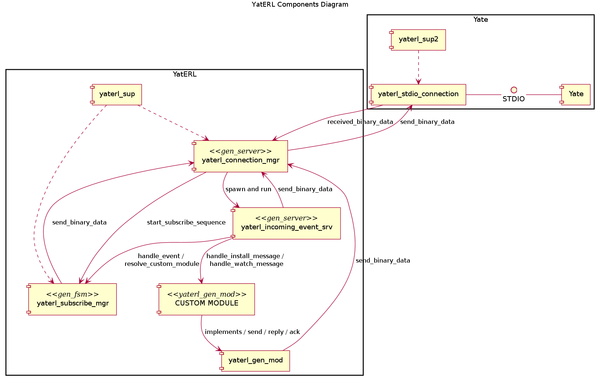 YatERL Components Diagram
Yate
yaterl_sup2
YatERL
yaterl_sup
yaterl_stdio_connection
STDIO
Yate
received_binary_data
send_binary_data
<<gen_server>>
yaterl_connection_mgr
spawn and run
send_binary_data
send_binary_data
start_subscribe_sequence
<<gen_server>>
yaterl_incoming_event_srv
handle_event /
resolve_custom_module
handle_install_message /
handle_watch_message
send_binary_data
<<gen_fsm>>
yaterl_subscribe_mgr
<<yaterl_gen_mod>>
CUSTOM MODULE
implements / send / reply / ack
yaterl_gen_mod